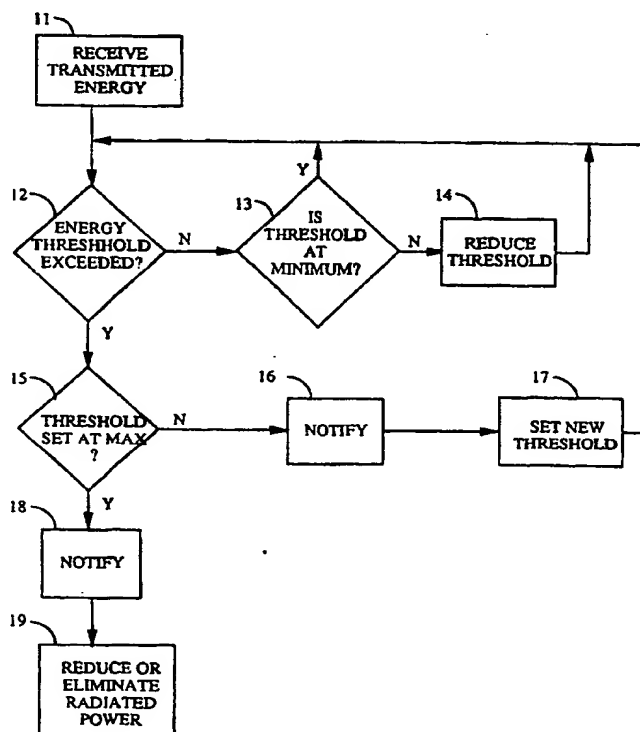 11
RECEIVE
TRANSMITTED
ENERGY
12
ENERGY
THRESHHOLD
EXCEEDED?
N
Y
13
IS
THRESHOLD
AT
MINIMUM?
Y
N
14
REDUCE
THRESHOLD
15
THRESHOLD
SET AT MAX
?
N
Y
16
NOTIFY
17
SET NEW
THRESHOLD
18
NOTIFY
19
REDUCE OR
ELIMINATE
RADIATED
POWER